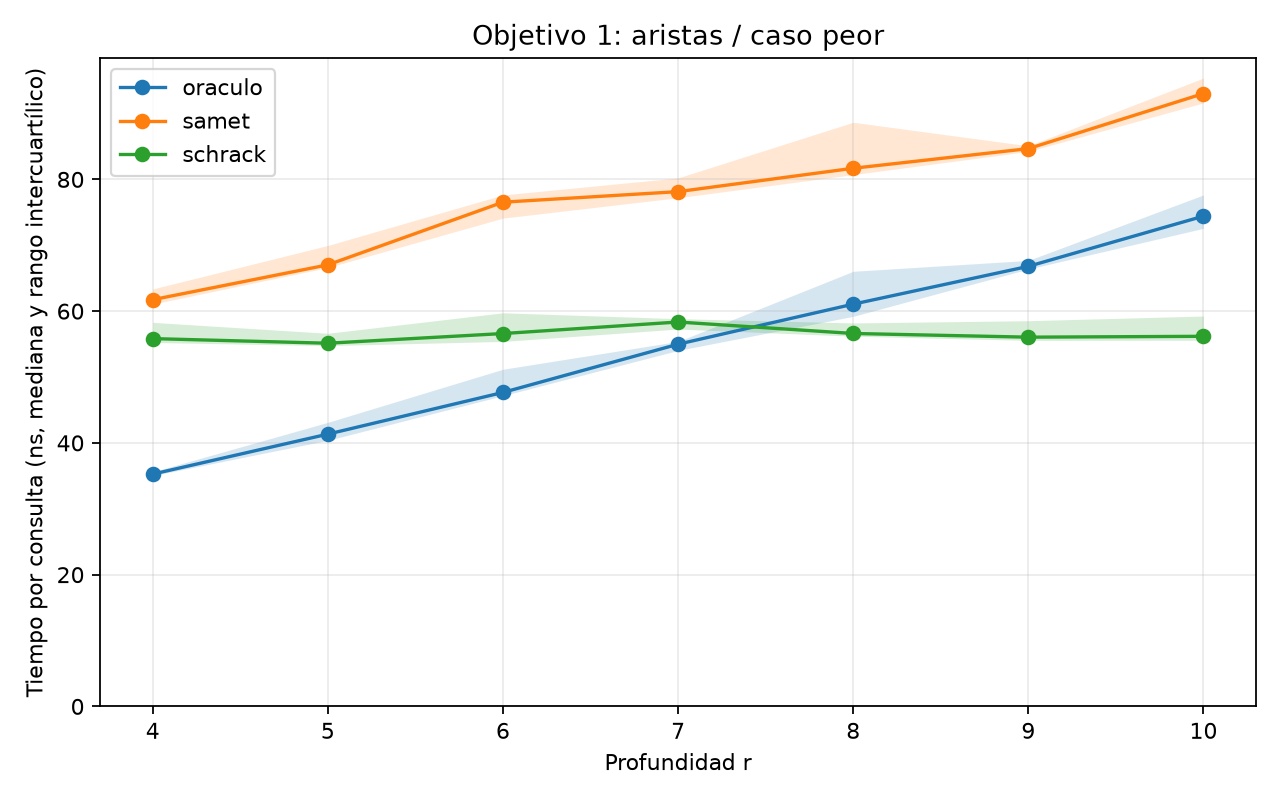 Objetivo 1: aristas / caso peor
oraculo
samet
schrack
Tiempo por consulta (ns, mediana y rango intercuartílico)
80
60
40
20
0
4 5 6 7 8 9 10
Profundidad r